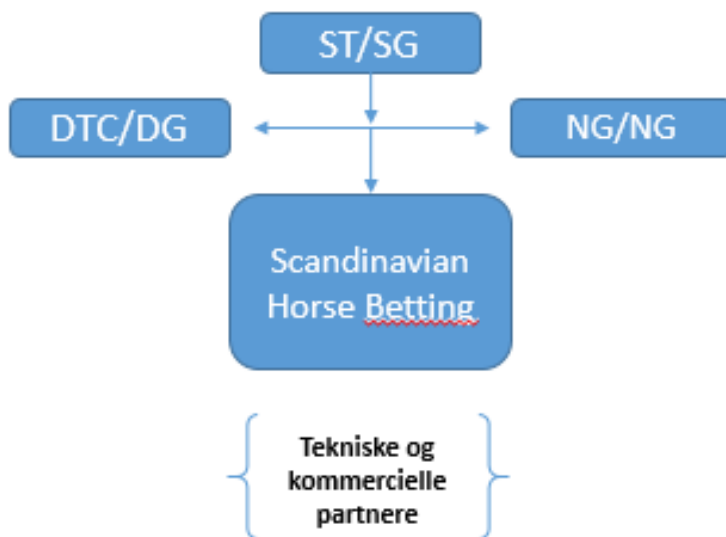 ST/SG
DTC/DG
NG/NG
Scandinavian
Horse Betting
Tekniske og
kommercielle
partnere